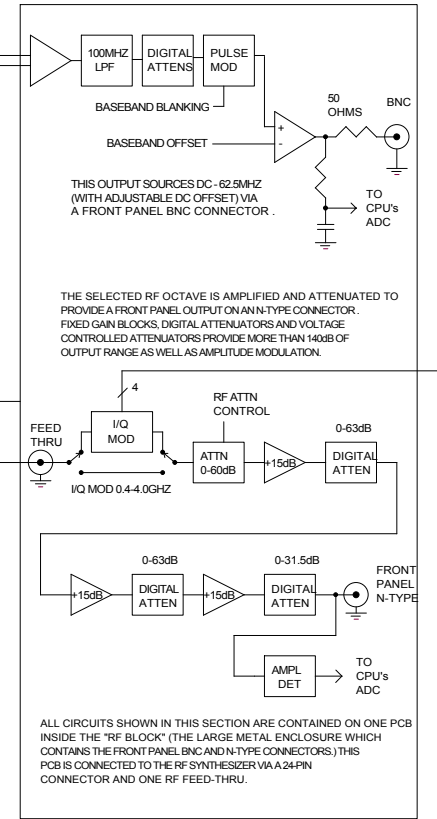 100MHZ
LPF
DIGITAL
ATTENS
PULSE
MOD
BASEBAND BLANKING
BASEBAND OFFSET
+
-
50
OHMS
BNC
TO
CPU's
ADC
THIS OUTPUT SOURCES DC - 62.5MHZ
(WITH ADJUSTABLE DC OFFSET) VIA
A FRONT PANEL BNC CONNECTOR .
THE SELECTED RF OCTAVE IS AMPLIFIED AND ATTENUATED TO
PROVIDE A FRONT PANEL OUTPUT ON AN N-TYPE CONNECTOR .
FIXED GAIN BLOCKS, DIGITAL ATTENUATORS AND VOLTAGE
CONTROLLED ATTENUATORS PROVIDE MORE THAN 140dB OF
OUTPUT RANGE AS WELL AS AMPLITUDE MODULATION.
4
FEED
THRU
I/Q
MOD
I/Q MOD 0.4-4.0GHZ
RF ATTN
CONTROL
ATTN
0-60dB
+15dB
0-63dB
DIGITAL
ATTEN
+15dB
0-63dB
DIGITAL
ATTEN
+15dB
0-31.5dB
DIGITAL
ATTEN
FRONT
PANEL
N-TYPE
AMPL
DET
TO
CPU's
ADC
ALL CIRCUITS SHOWN IN THIS SECTION ARE CONTAINED ON ONE PCB
INSIDE THE "RF BLOCK" (THE LARGE METAL ENCLOSURE WHICH
CONTAINS THE FRONT PANEL BNC AND N-TYPE CONNECTORS.) THIS
PCB IS CONNECTED TO THE RF SYNTHESIZER VIA A 24-PIN
CONNECTOR AND ONE RF FEED-THRU.